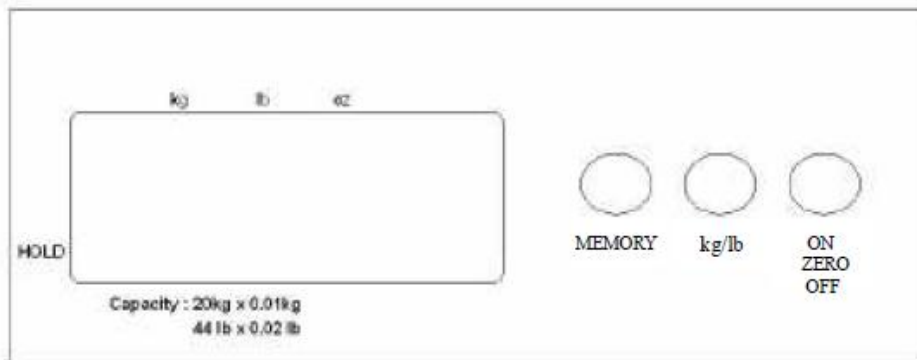 kg lb oz
HOLD
MEMORY kg/lb ON
ZERO
OFF
Capacity : 20kg x 0.01kg
44 lb x 0.02 lb